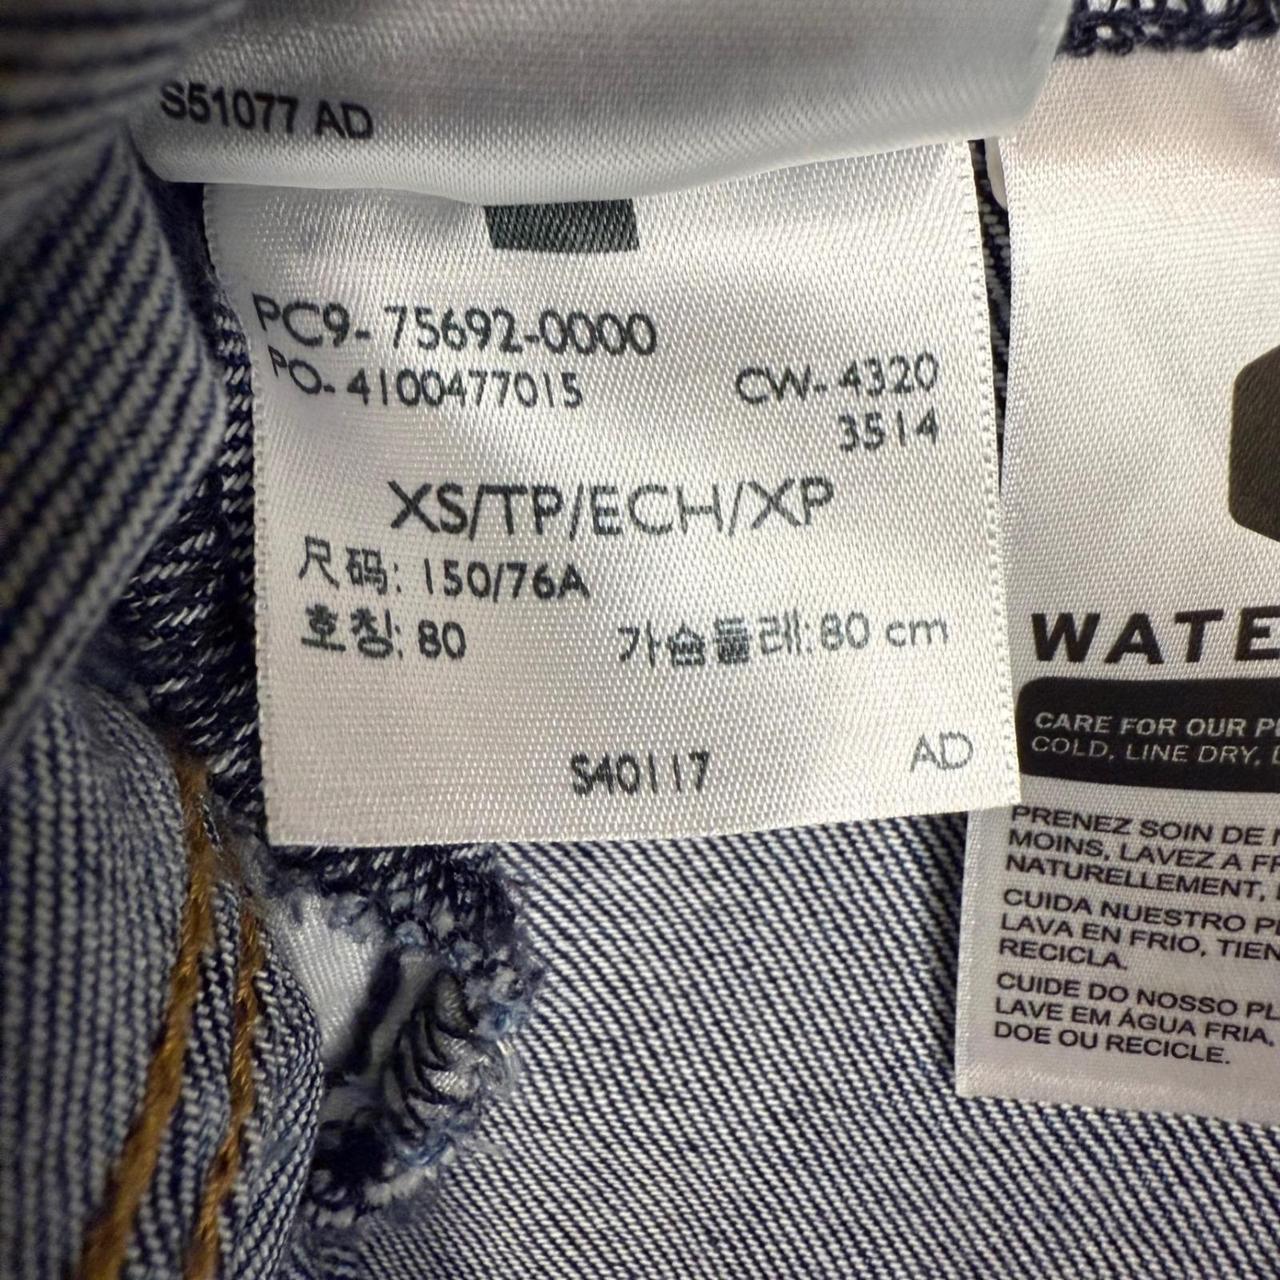 S51077 AD
PC9-75692-0000
PO-4100477015 CW-4320
3514
XS/TP/ECH/XP
尺码: 150/76A
호칭: 80 가슴둘레: 80 cm
S40117 AD
WATE
CARE FOR OUR P
COLD, LINE DRY,
PRENEZ SOIN DE
MOINS, LAVEZ A FR
NATURELLEMENT,
CUIDA NUESTRO P
LAVA EN FRIO, TIEN
RECICLA.
CUIDE DO NOSSO PL
LAVE EM ÁGUA FRIA,
DOE OU RECICLE.